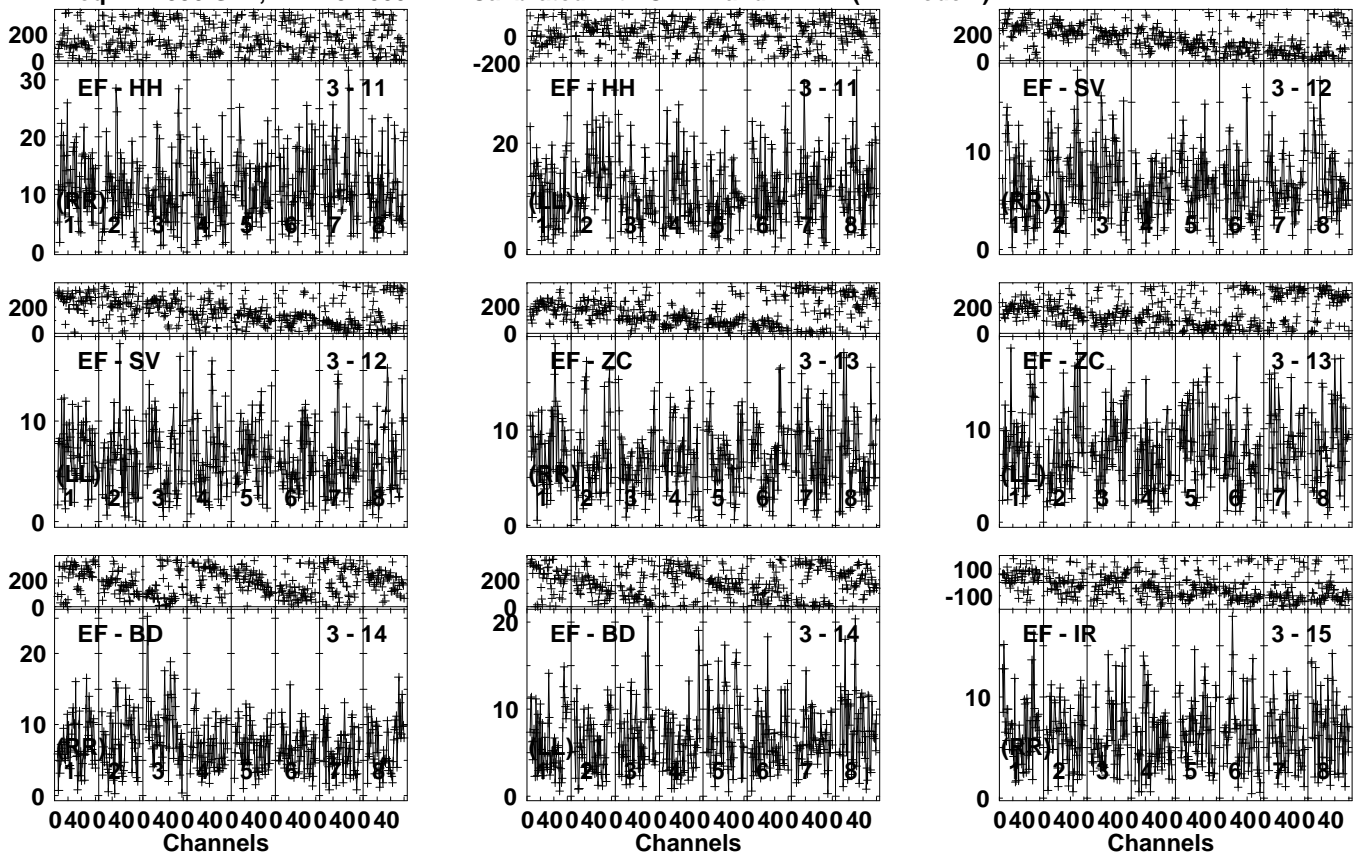 200 0 200
0 -200 0
30 EF - HH 3 - 11 EF - HH 3 - 11 EF - SV 3 - 12
20 20
10 10
(RR) 10 (LL) (RR)
1 2 3 4 5 6 7 8 1 2 3 4 5 6 7 8 1 2 3 4 5 6 7 8
0 0 0
200 200 200
0 0 0
EF - SV 3 - 12 EF - ZC 3 - 13 EF - ZC 3 - 13
10 10 10
(LL) (RR) (LL)
1 2 3 4 5 6 7 8 1 2 3 4 5 6 7 8 1 2 3 4 5 6 7 8
0 0 0
200 200 100
0 0 -100
20
EF - BD 3 - 14 EF - BD 3 - 14 EF - IR 3 - 15
20
10 10 10
(RR) (LL) (RR)
1 2 3 4 5 6 7 8 1 2 3 4 5 6 7 8 1 2 3 4 5 6 7 8
0 0 0
0 40 0 40 0 40 0 40 0 40 0 40 0 40 0 40 0 40 0 40 0 40 0 40 0 40 0 40 0 40 0 40 0 40 0 40 0 40 0 40 0 40 0 40 0 40 0 40
Channels Channels Channels